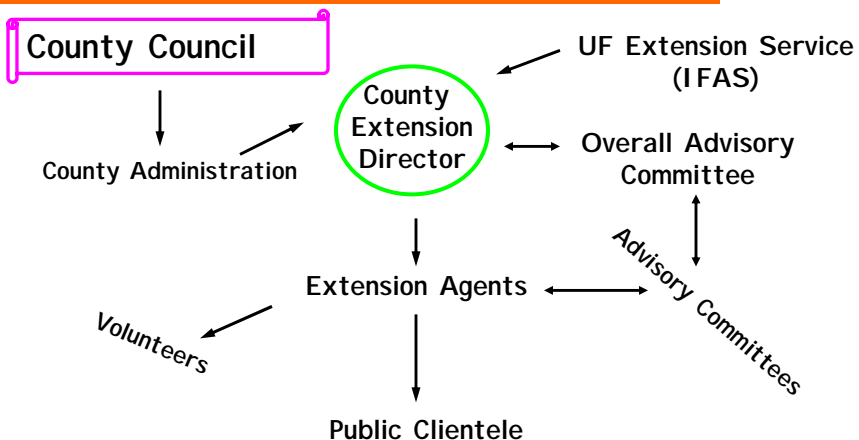 County Council
UF Extension Service
(IFAS)
County
Extension
Director
County Administration
Overall Advisory
Committee
Extension Agents
Advisory Committees
Volunteers
Public Clientele